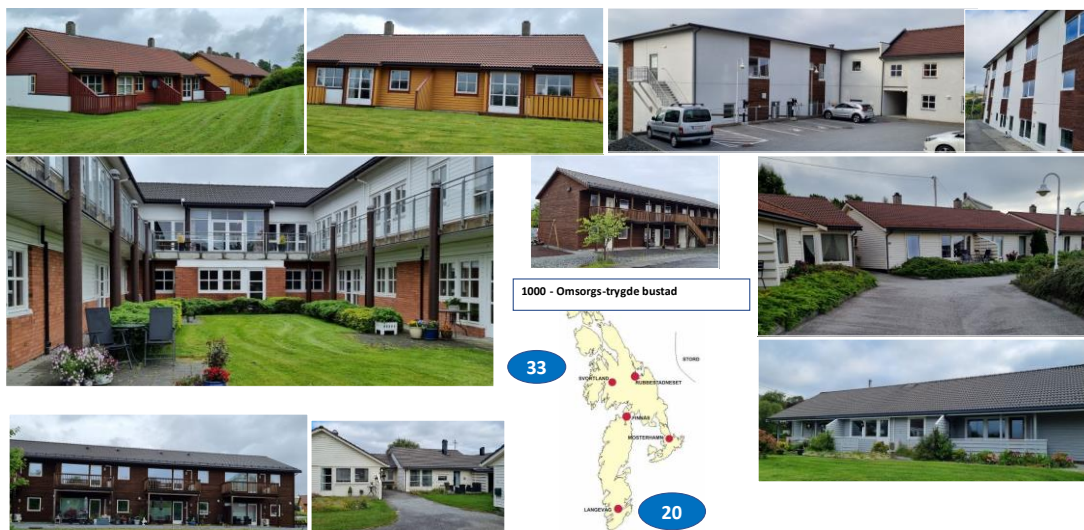 1000 - Omsorgs-trygde bustad
33
STORD
SVORTLAND
RUBBESTADNESET
FINNÅS
MOSTERHAMN
LANGEVÅG
20